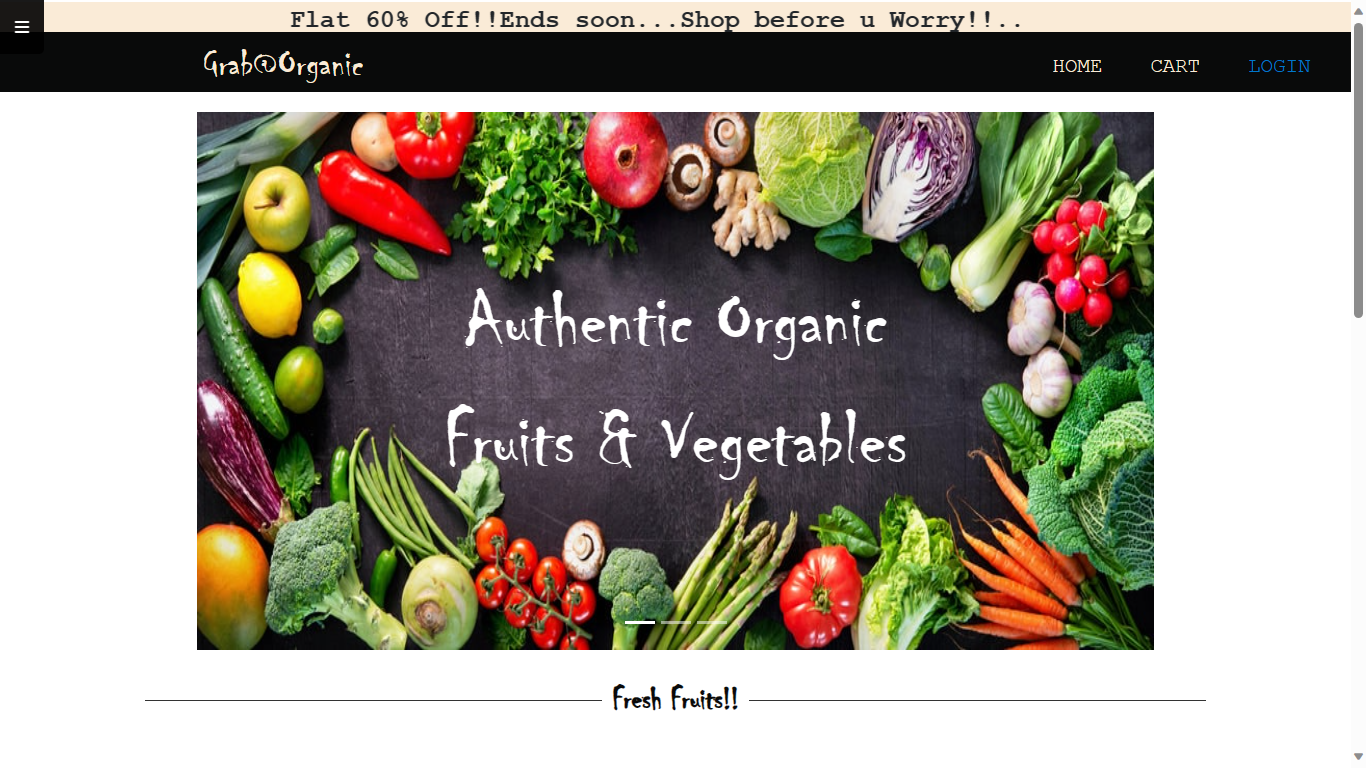 Flat 60% Off!!Ends soon...Shop before u Worry!!..
Grab@Organic
HOME CART LOGIN
Authentic Organic
Fruits & Vegetables
Fresh Fruits!!